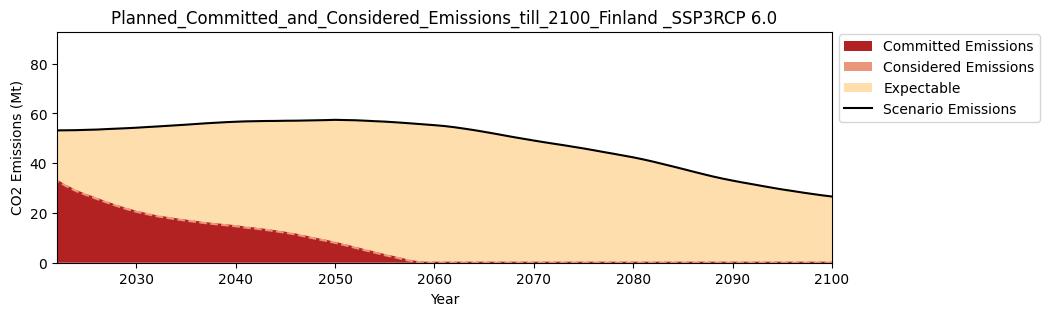 Planned_Committed_and_Considered_Emissions_till_2100_Finland _SSP3RCP 6.0
CO2 Emissions (Mt)
80
60
40
20
0
2030 2040 2050 2060 2070 2080 2090 2100
Year
Committed Emissions
Considered Emissions
Expectable
Scenario Emissions